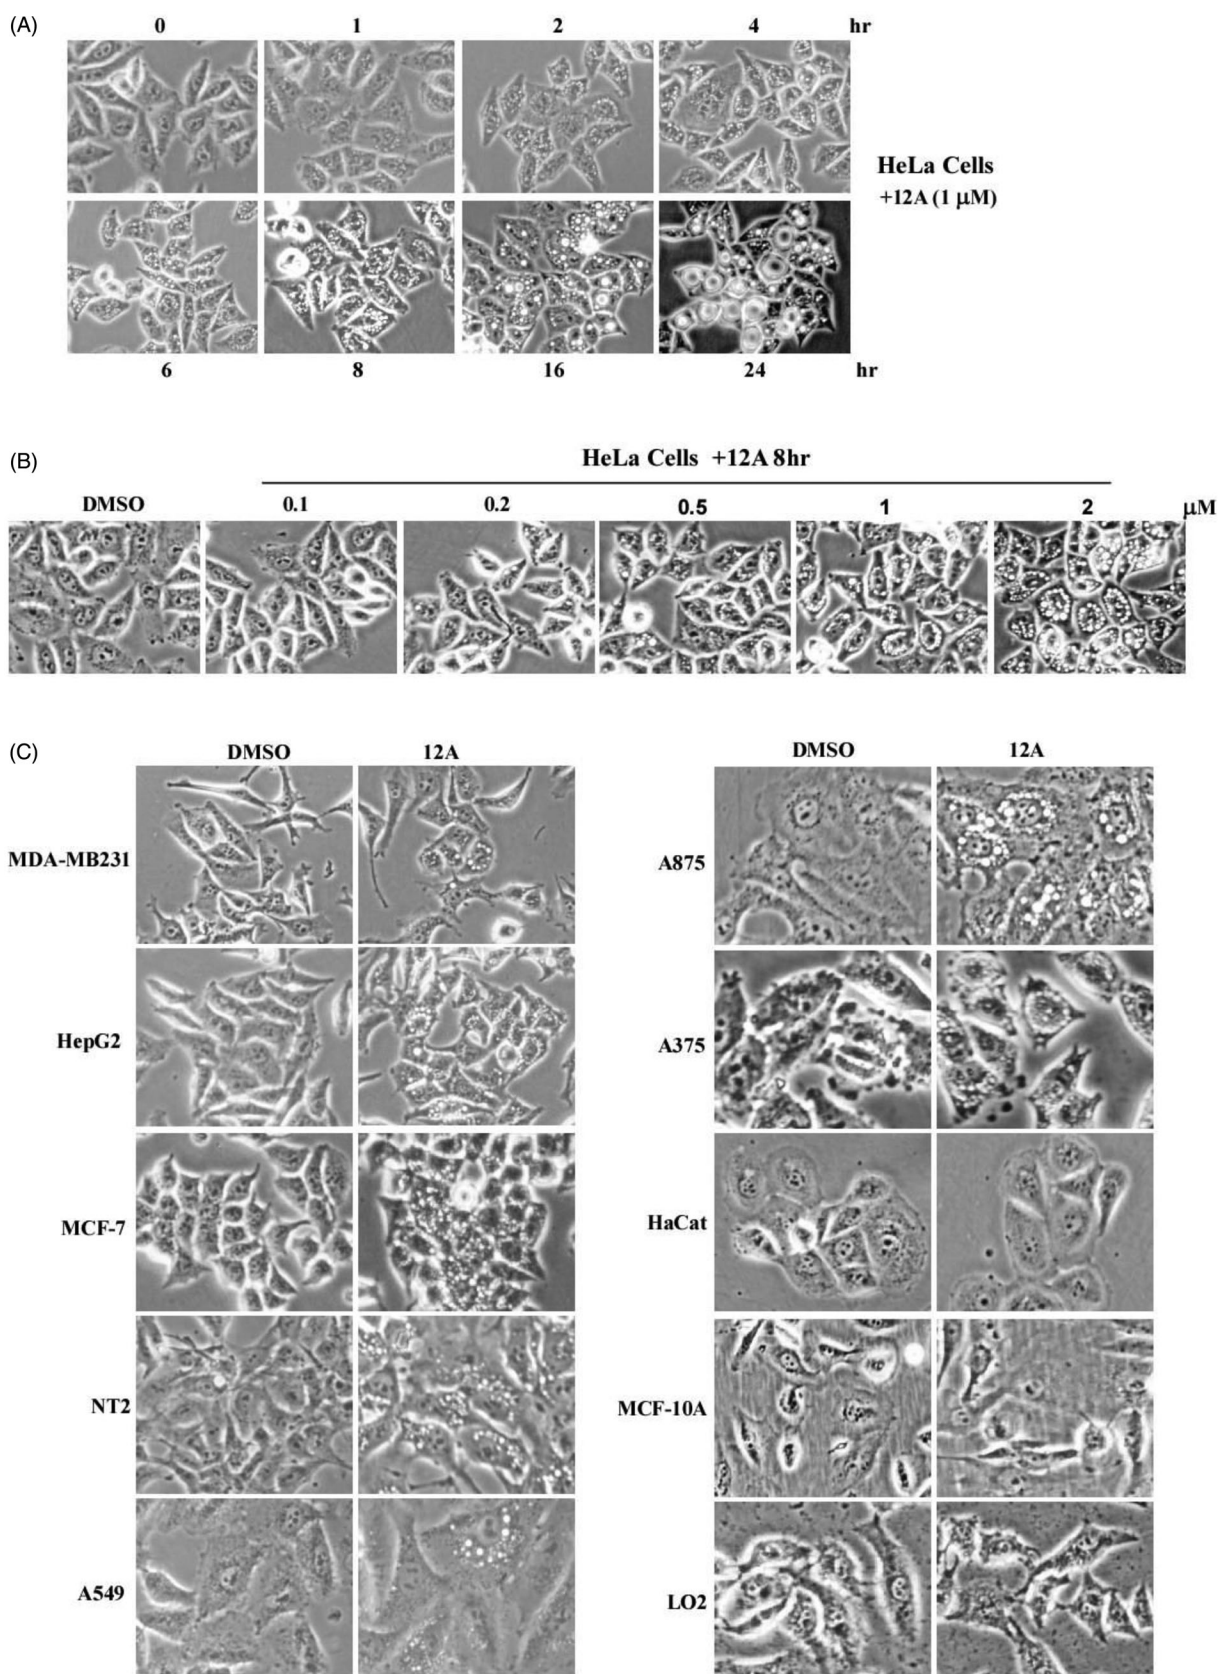 (A)
0 1 2 4 hr
HeLa Cells
+12A (1 μM)
6 8 16 24 hr
(B)
HeLa Cells +12A 8hr
DMSO 0.1 0.2 0.5 1 2 μM
(C)
DMSO 12A
MDA-MB231
HepG2
MCF-7
NT2
A549
DMSO 12A
A875
A375
HaCat
MCF-10A
LO2